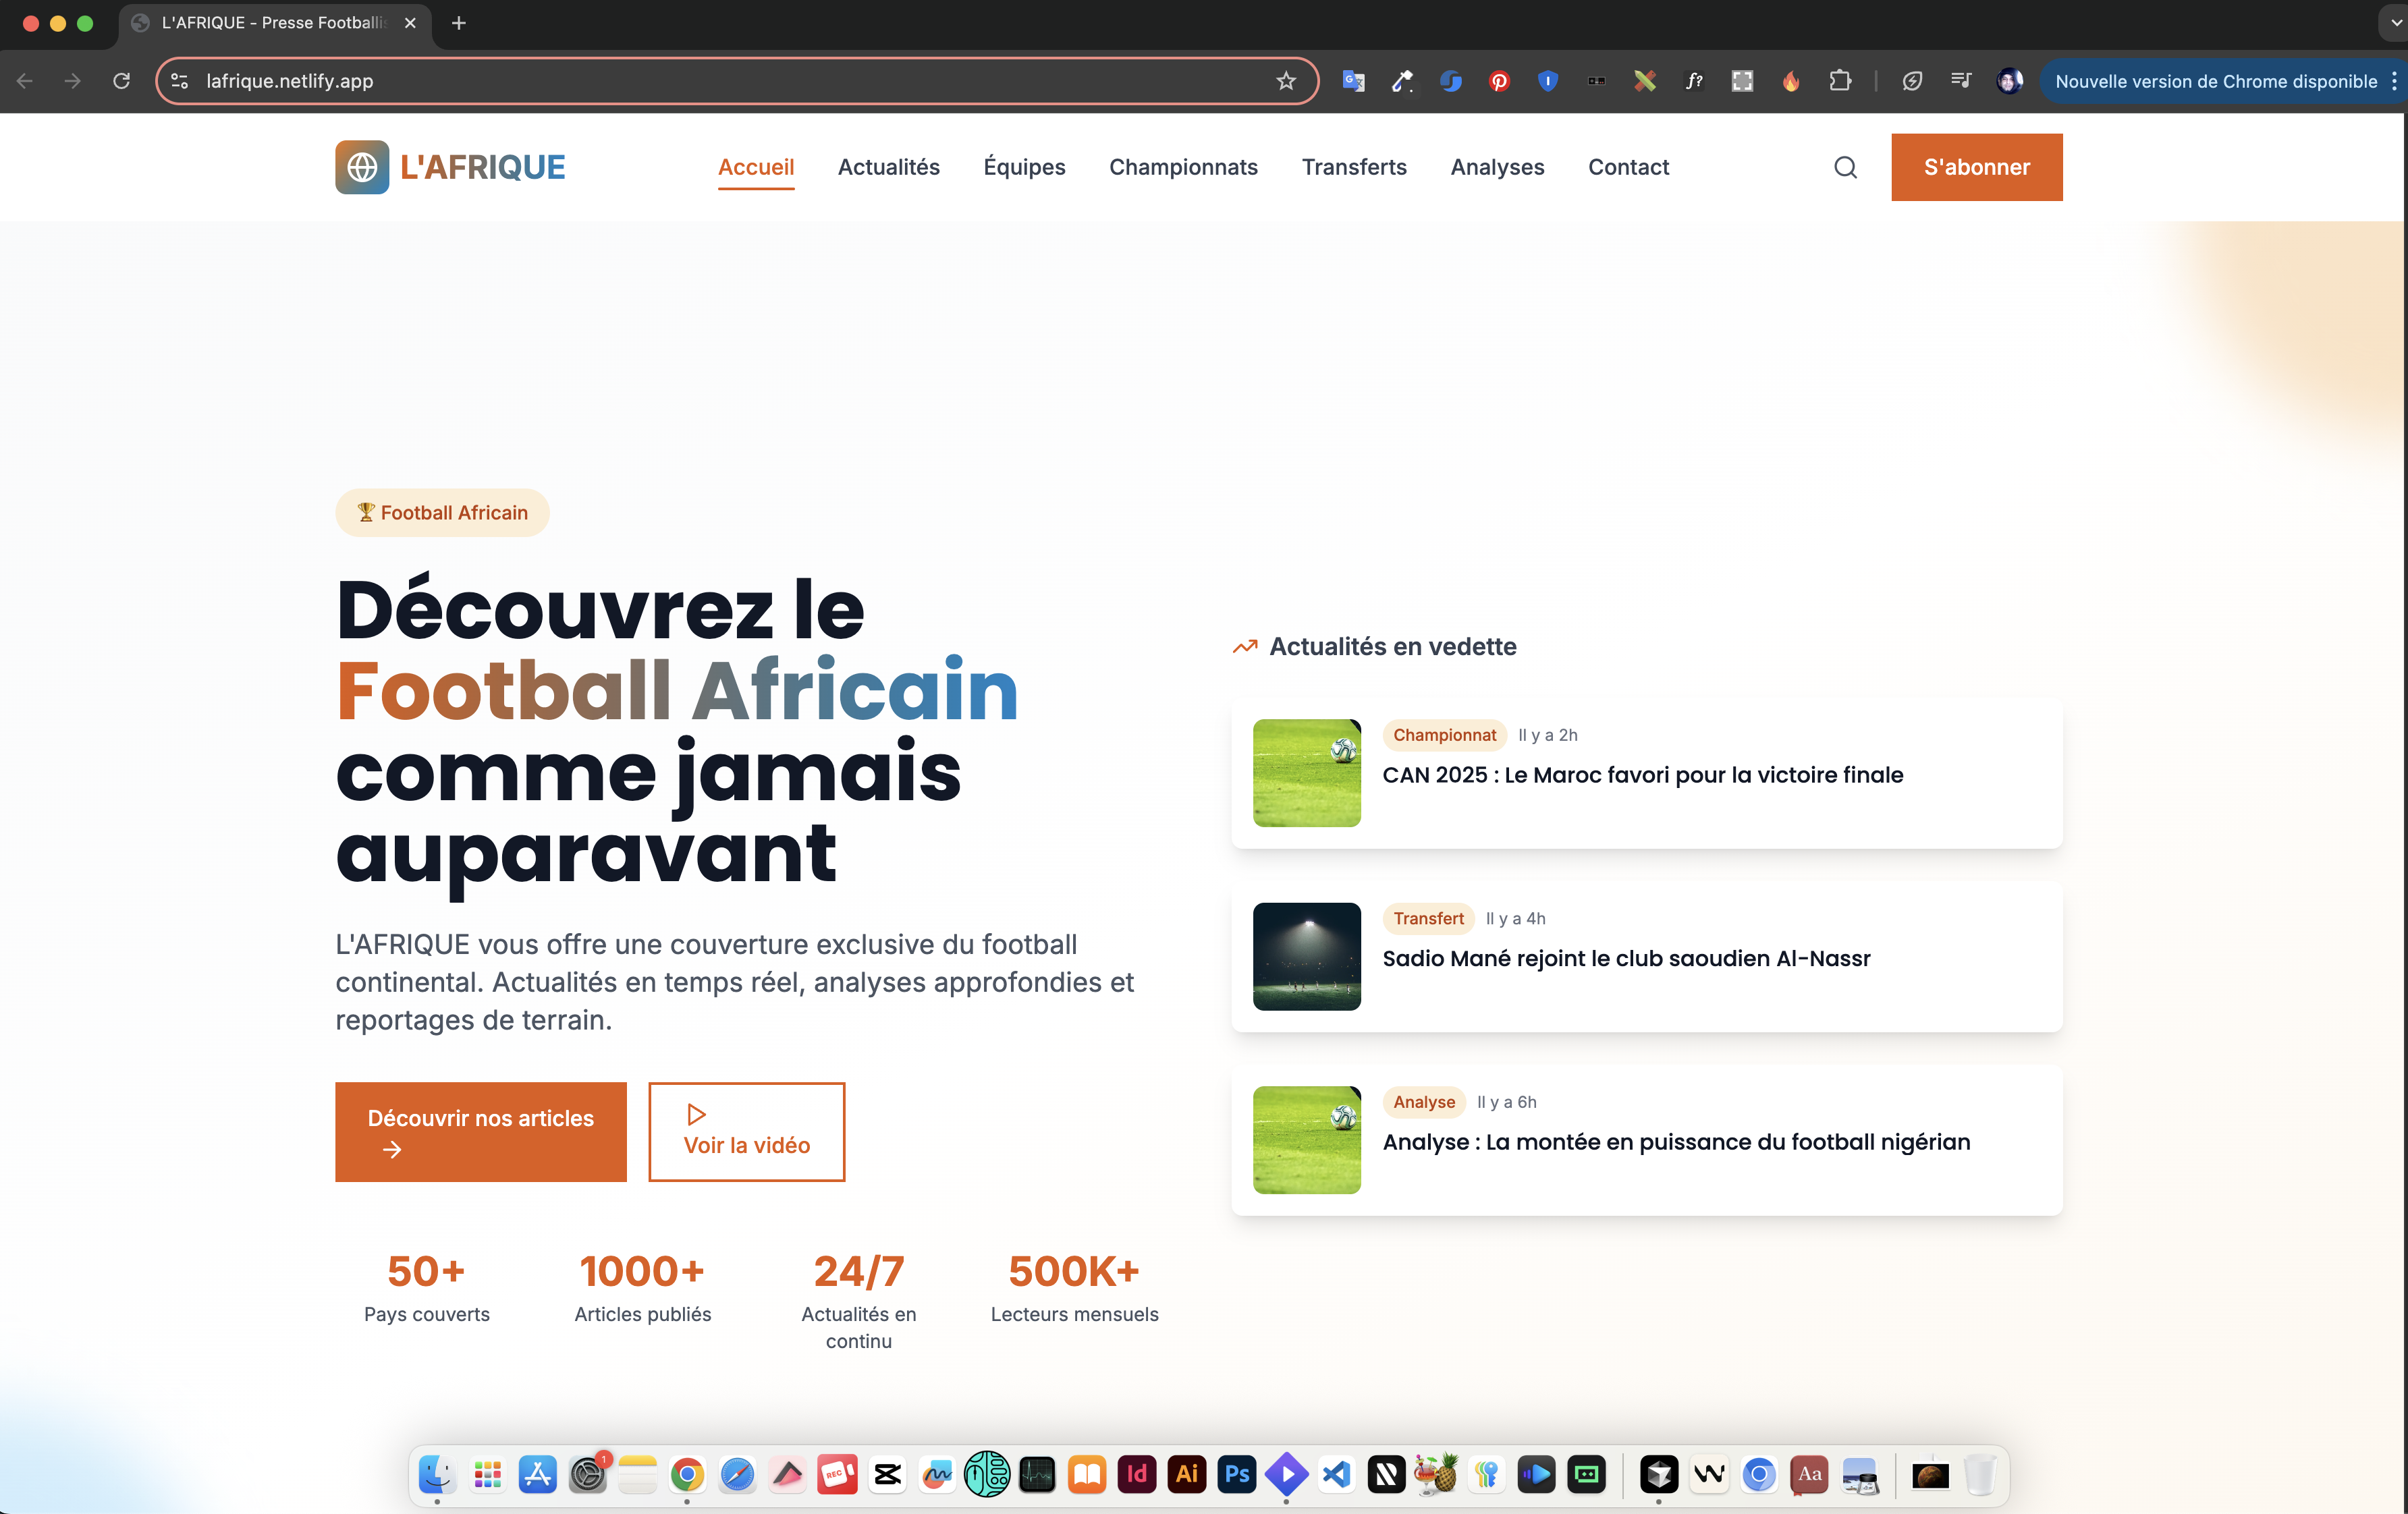 L'AFRIQUE - Presse Footballis
lafrique.netlify.app
Nouvelle version de Chrome disponible
L'AFRIQUE
Accueil
Actualités
Équipes
Championnats
Transferts
Analyses
Contact
S'abonner
🏆 Football Africain
Découvrez le
Football Africain
comme jamais
auparavant
L'AFRIQUE vous offre une couverture exclusive du football
continental. Actualités en temps réel, analyses approfondies et
reportages de terrain.
Découvrir nos articles
→
Voir la vidéo
50+
Pays couverts
1000+
Articles publiés
24/7
Actualités en
continu
500K+
Lecteurs mensuels
Actualités en vedette
Championnat Il y a 2h
CAN 2025 : Le Maroc favori pour la victoire finale
Transfert Il y a 4h
Sadio Mané rejoint le club saoudien Al-Nassr
Analyse Il y a 6h
Analyse : La montée en puissance du football nigérian
1
REC
Id
Ai
Ps
Aa